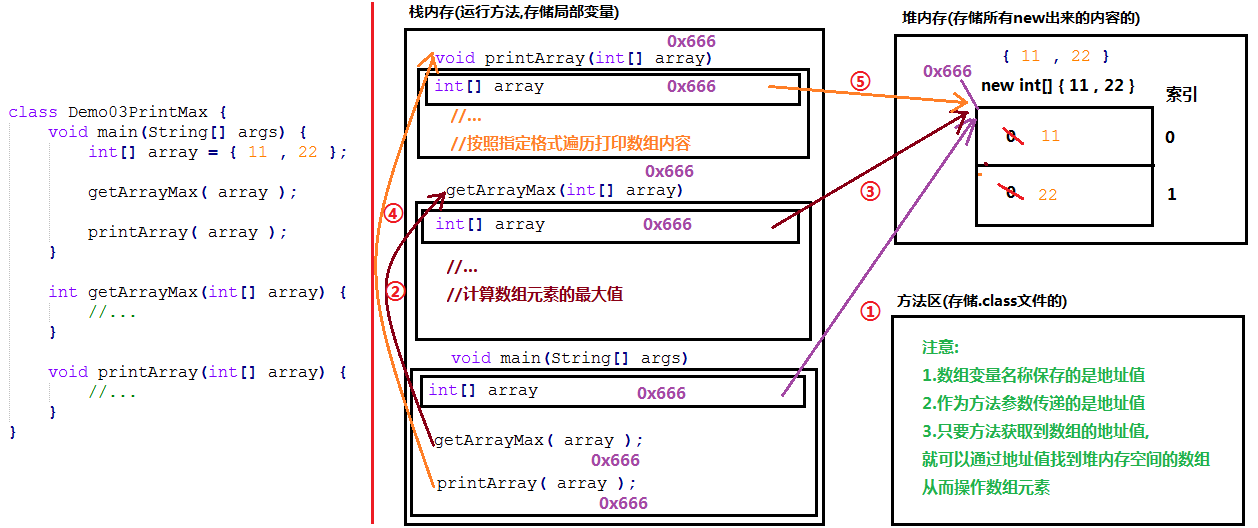 class Demo03PrintMax {
void main(String[] args) {
int[] array = { 11 , 22 };
getArrayMax( array );
printArray( array );
}
int getArrayMax(int[] array) {
//...
}
void printArray(int[] array) {
//...
}
}
栈内存(运行方法,存储局部变量)
0x666
void printArray(int[] array)
int[] array 0x666
//...
//按照指定格式遍历打印数组内容
0x666
getArrayMax(int[] array)
int[] array 0x666
//...
//计算数组元素的最大值
void main(String[] args)
int[] array 0x666
getArrayMax( array );
0x666
printArray( array );
0x666
④
②
⑤
③
①
堆内存(存储所有new出来的内容的)
{ 11 , 22 }
0x666
new int[] { 11 , 22 }
索引
0 11 0
0 22 1
方法区(存储.class文件的)
注意:
1.数组变量名称保存的是地址值
2.作为方法参数传递的是地址值
3.只要方法获取到数组的地址值,
就可以通过地址值找到堆内存空间的数组
从而操作数组元素